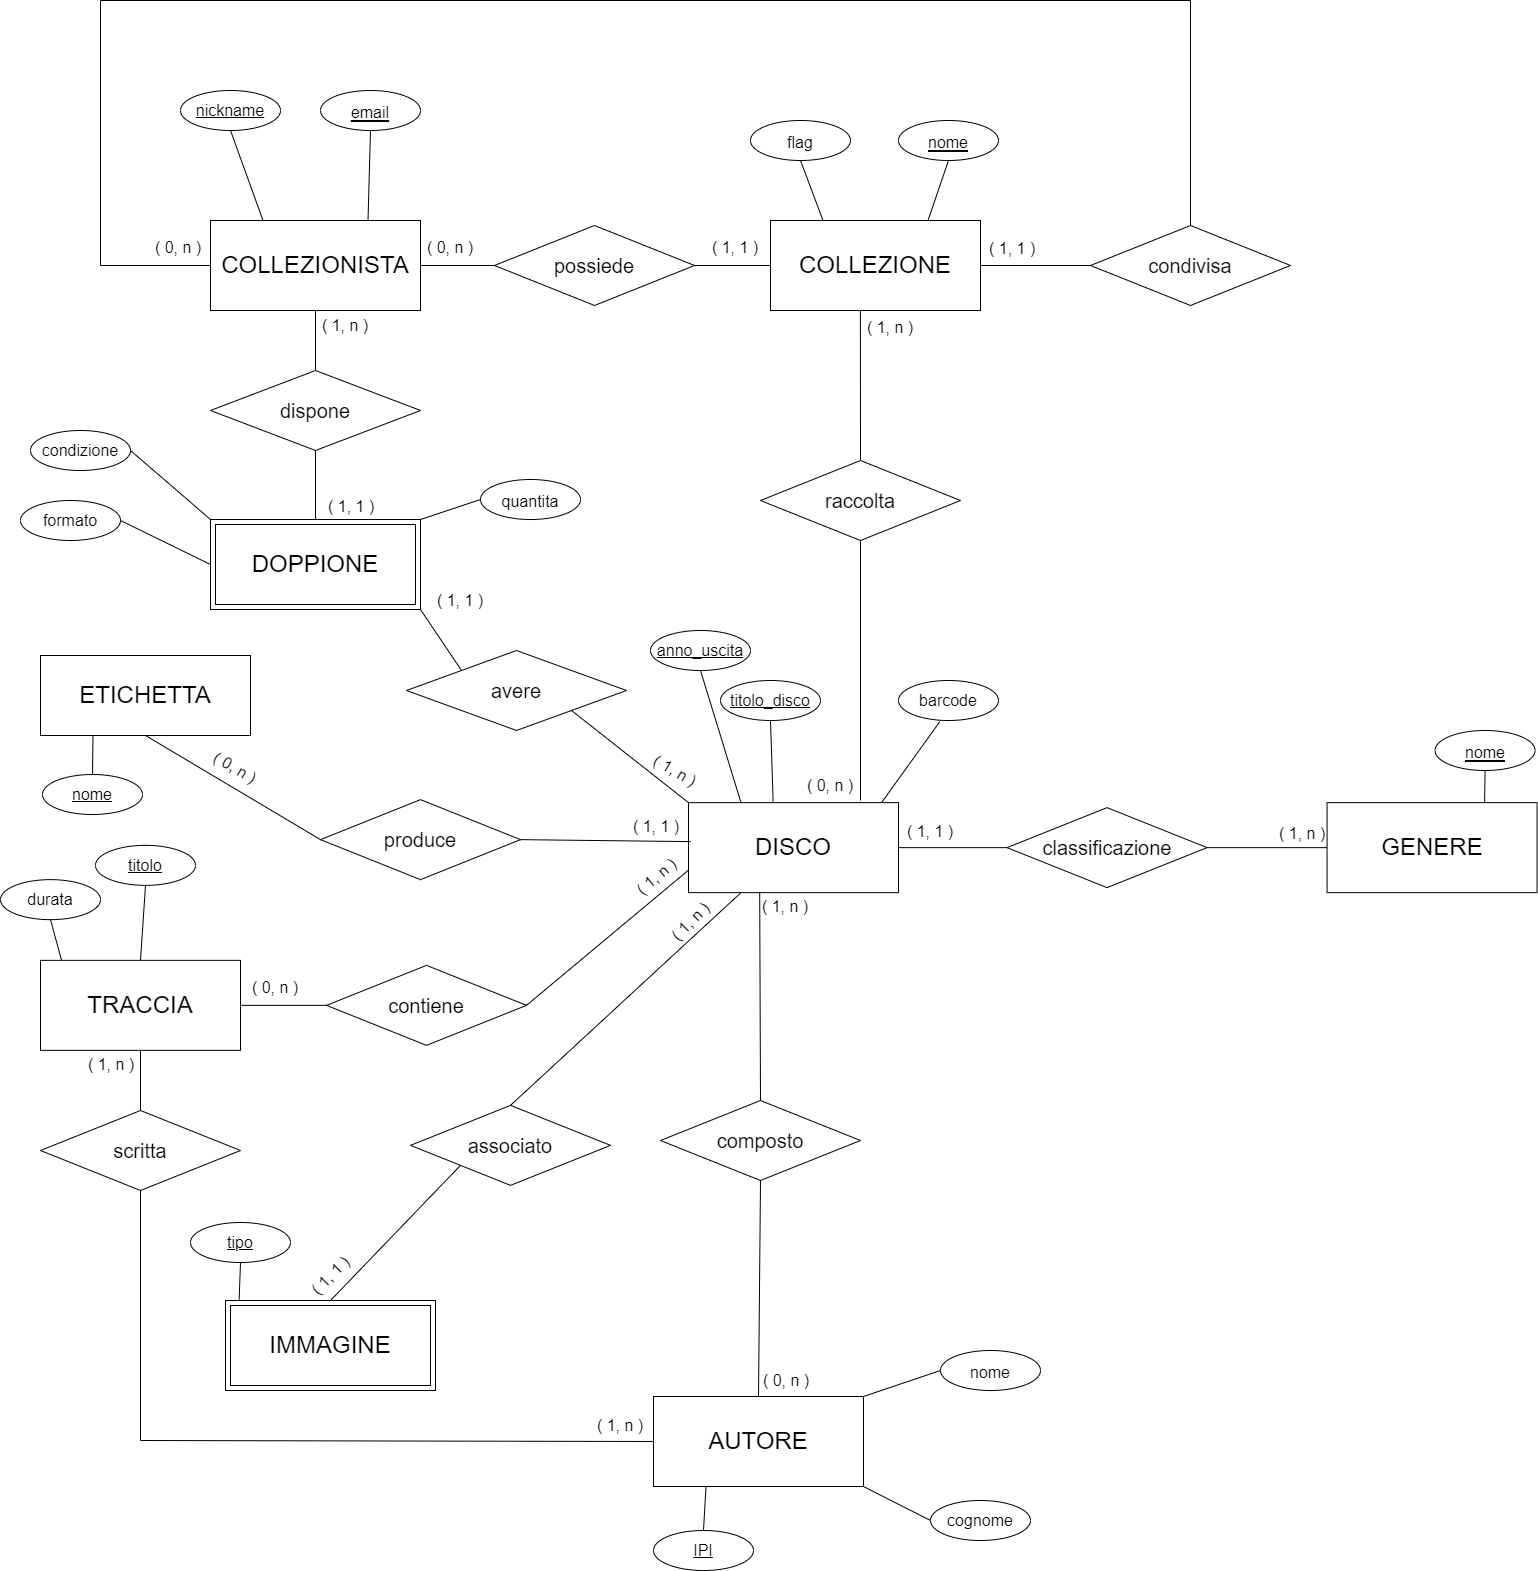 nickname
email
flag
nome
( 0, n )
COLLEZIONISTA
( 0, n )
possiede
( 1, 1 )
COLLEZIONE
( 1, 1 )
condivisa
( 1, n )
( 1, n )
dispone
condizione
formato
( 1, 1 )
quantita
raccolta
DOPPIONE
( 1, 1 )
ETICHETTA
nome
avere
anno_uscita
titolo_disco
barcode
( 0, n )
( 1, n )
( 0, n )
nome
produce
( 1, 1 )
DISCO
( 1, 1 )
classificazione
( 1, n )
GENERE
titolo
durata
( 1, n )
( 1, n )
( 1, n )
TRACCIA
( 0, n )
contiene
( 1, n )
scritta
associato
composto
tipo
( 1, 1 )
IMMAGINE
( 0, n )
nome
( 1, n )
AUTORE
cognome
IPI